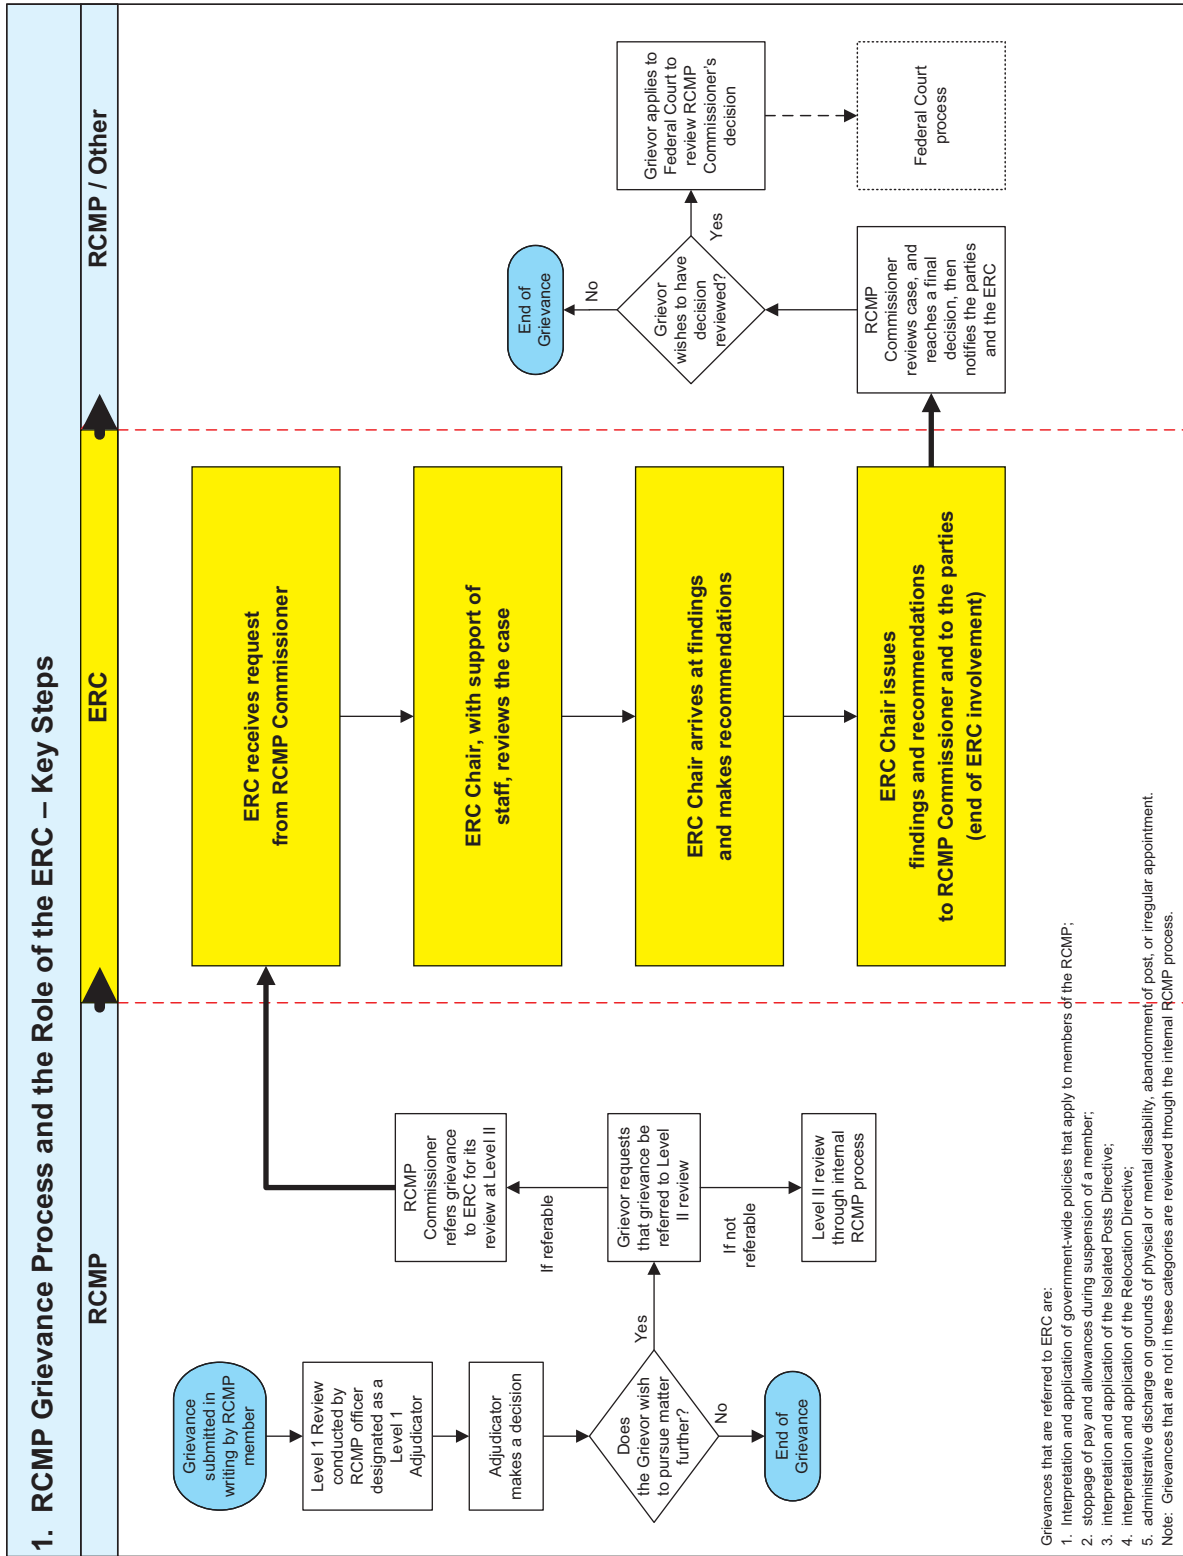 1. RCMP Grievance Process and the Role of the ERC – Key Steps
RCMP
ERC
RCMP / Other
Grievance
submitted in
writing by RCMP
member
Level 1 Review
conducted by
RCMP officer
designated as a
Level 1
Adjudicator
Adjudicator
makes a decision
Does
the Grievor wish
to pursue matter
further?
Yes
No
End of
Grievance
Grievor requests
that grievance be
referred to Level
II review
If referable
If not
referable
RCMP
Commissioner
refers grievance
to ERC for its
review at Level II
Level II review
through internal
RCMP process
ERC receives request
from RCMP Commissioner
ERC Chair, with support of
staff, reviews the case
ERC Chair arrives at findings
and makes recommendations
ERC Chair issues
findings and recommendations
to RCMP Commissioner and to the parties
(end of ERC involvement)
RCMP
Commissioner
reviews case, and
reaches a final
decision, then
notifies the parties
and the ERC
Grievor
wishes to have
decision
reviewed?
No
Yes
End of
Grievance
Grievor applies to
Federal Court to
review RCMP
Commissioner's
decision
Federal Court
process
Grievances that are referred to ERC are:
1. Interpretation and application of government-wide policies that apply to members of the RCMP;
2. stoppage of pay and allowances during suspension of a member;
3. interpretation and application of the Isolated Posts Directive;
4. interpretation and application of the Relocation Directive;
5. administrative discharge on grounds of physical or mental disability, abandonment of post, or irregular appointment.
Note: Grievances that are not in these categories are reviewed through the internal RCMP process.